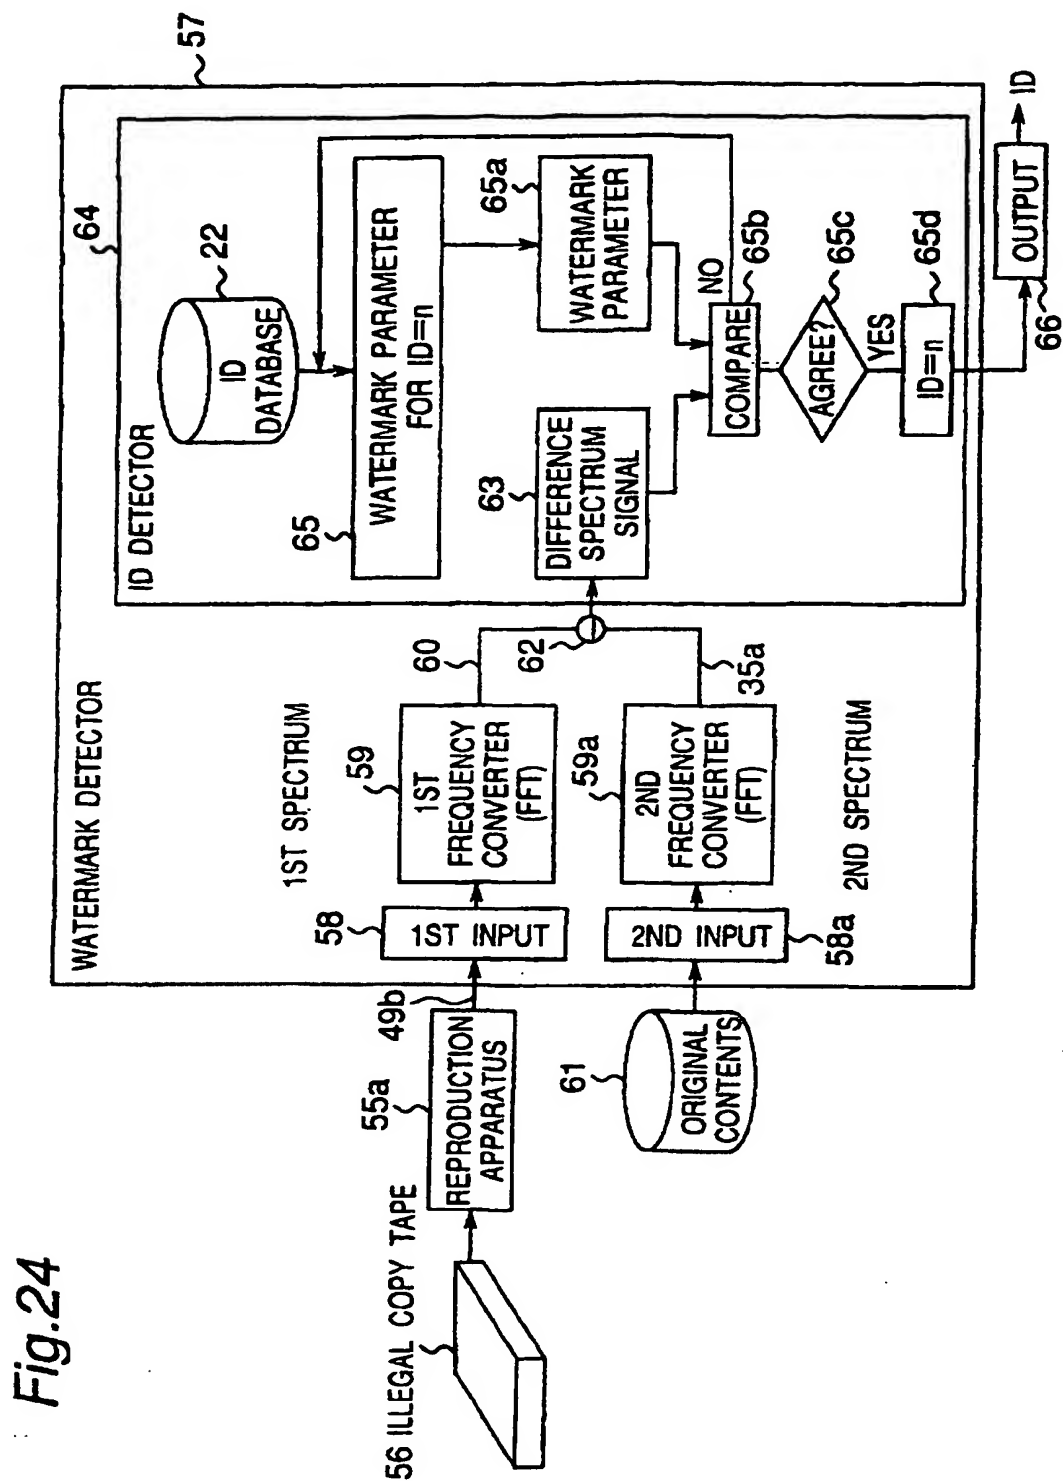 Fig.24
56 ILLEGAL COPY TAPE
55a
REPRODUCTION
APPARATUS
49b
61
ORIGINAL
CONTENTS
WATERMARK DETECTOR
57
58
1ST INPUT
2ND INPUT
58a
1ST SPECTRUM
59
1ST
FREQUENCY
CONVERTER
(FFT)
60
59a
2ND
FREQUENCY
CONVERTER
(FFT)
35a
2ND SPECTRUM
62
ID DETECTOR
64
22
ID
DATABASE
65
WATERMARK PARAMETER
FOR ID=n
63
DIFFERENCE
SPECTRUM
SIGNAL
65a
WATERMARK
PARAMETER
COMPARE
NO
65b
AGREE?
65c
YES
ID=n
65d
66
OUTPUT
ID